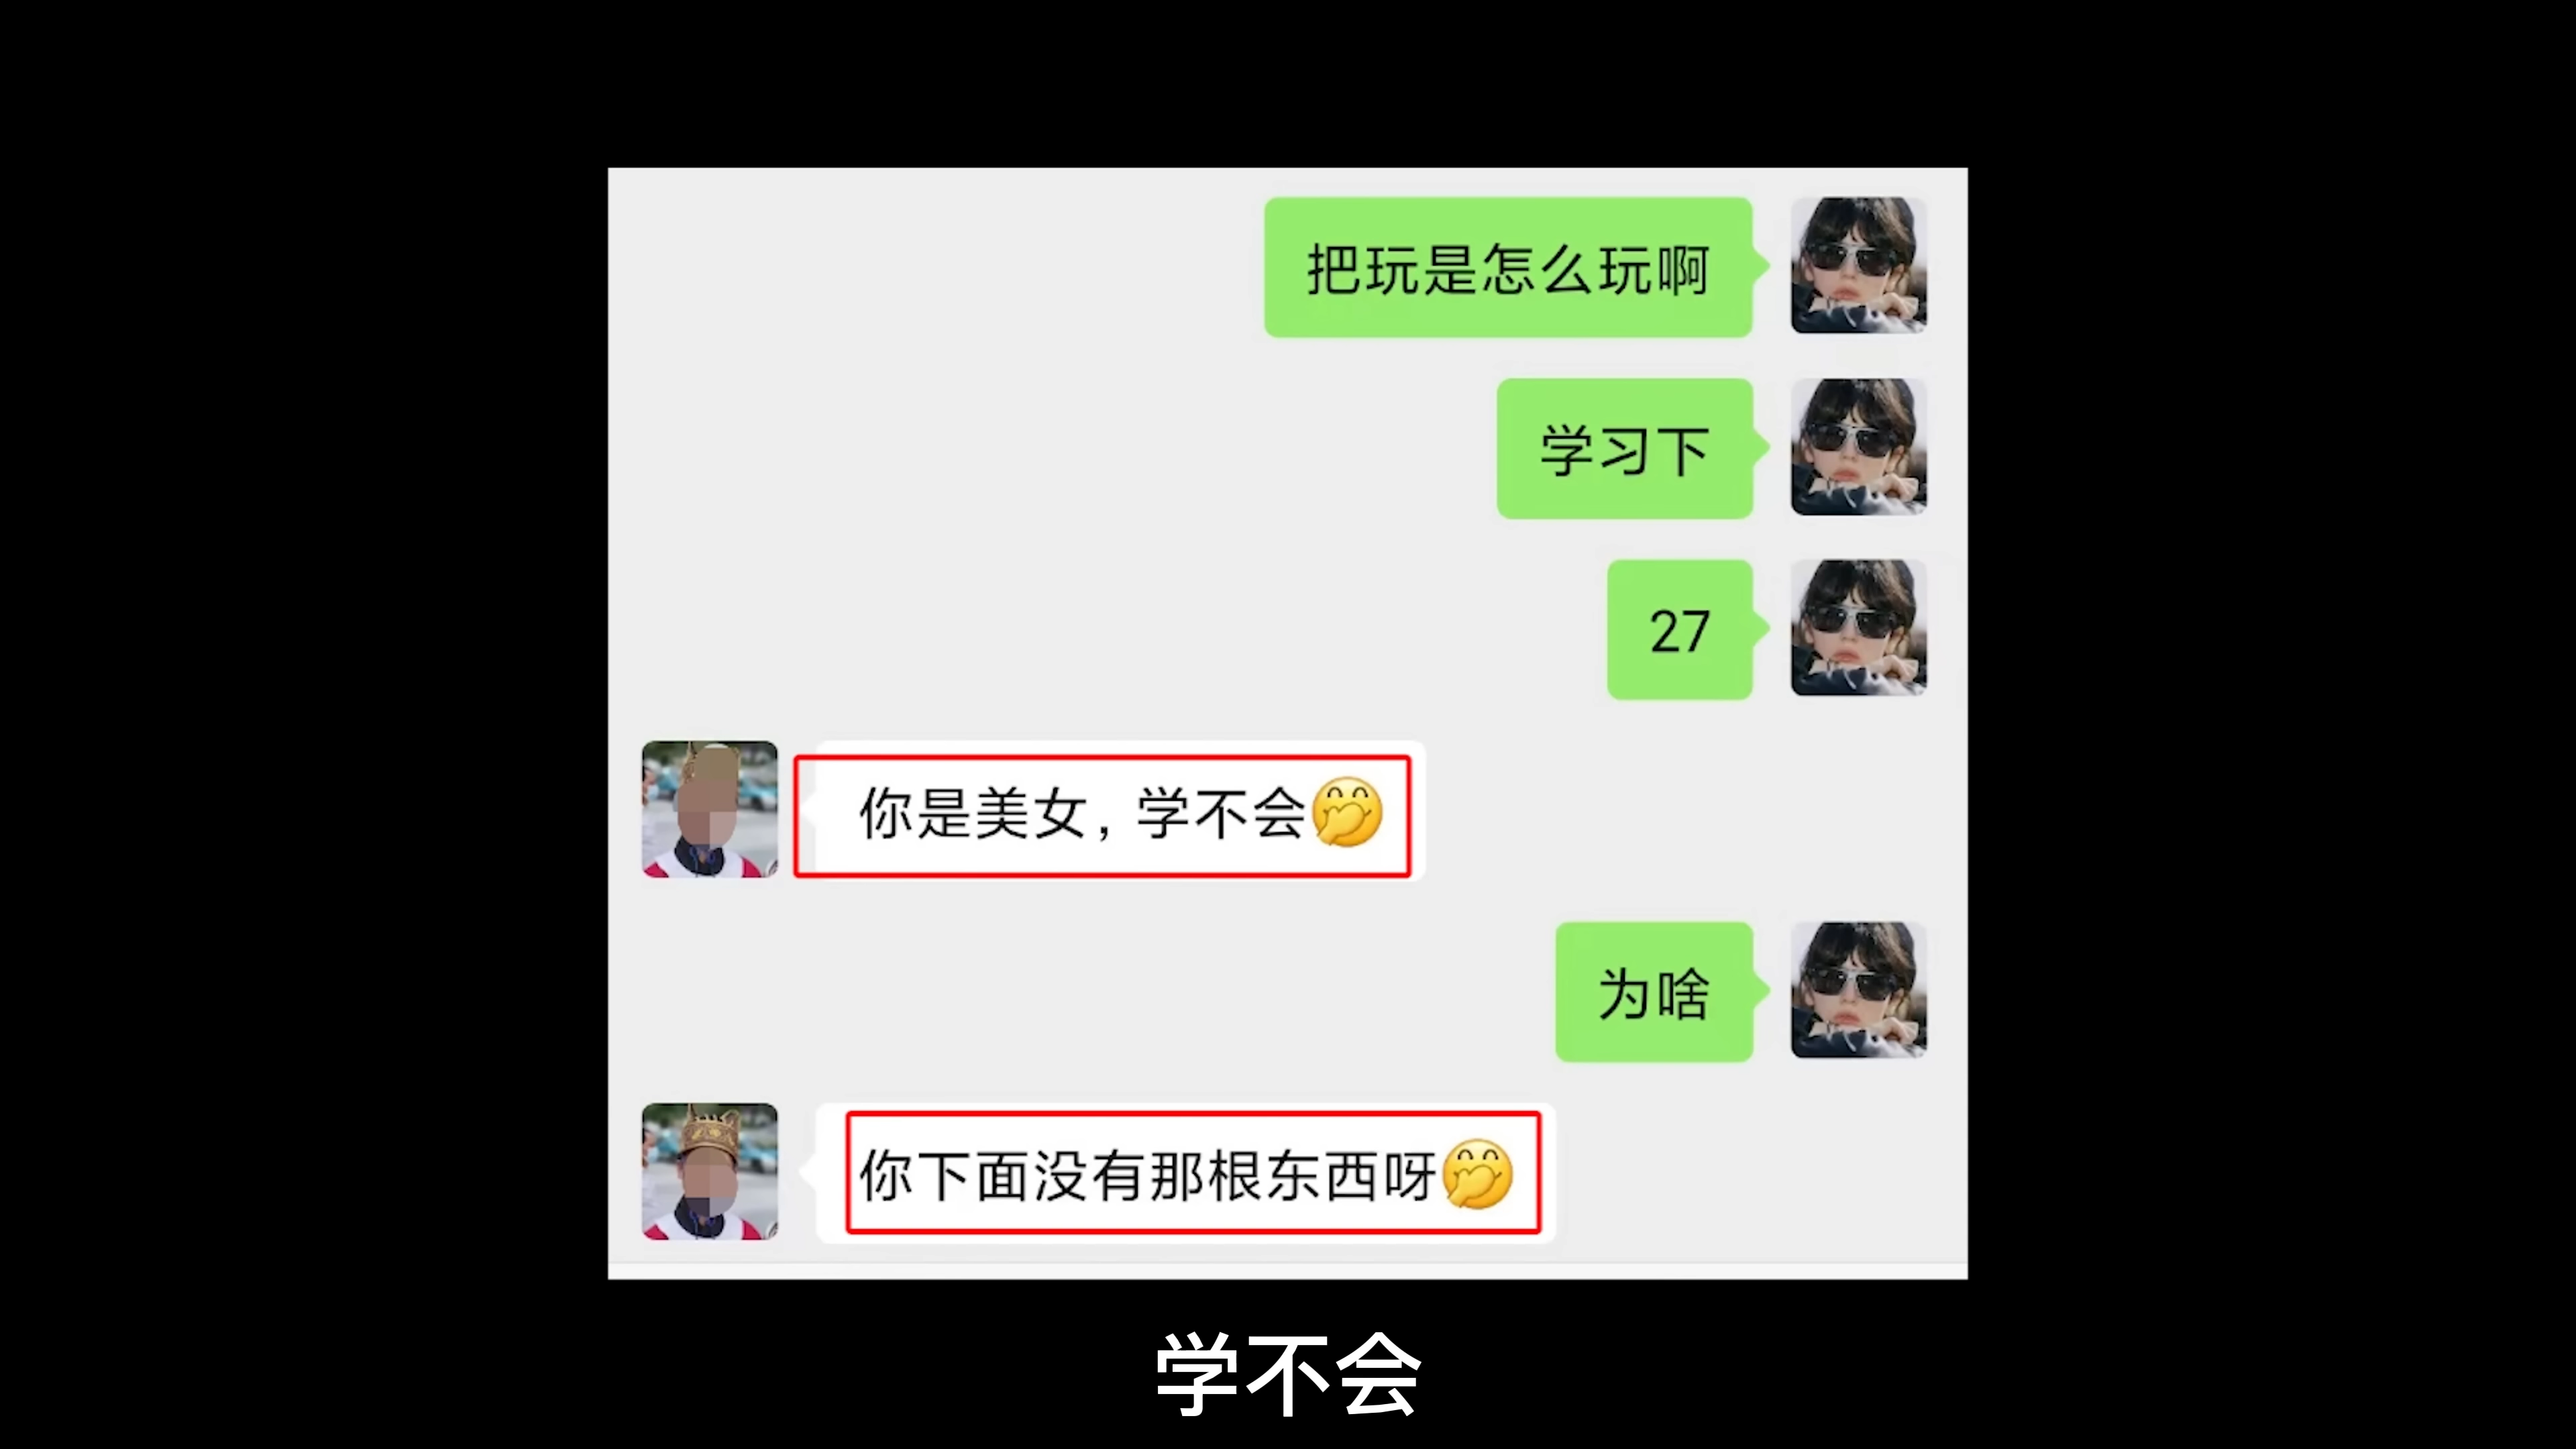 把玩是怎么玩啊
学习下
27
你是美女，学不会🤭
为啥
你下面没有那根东西呀🤭
学不会